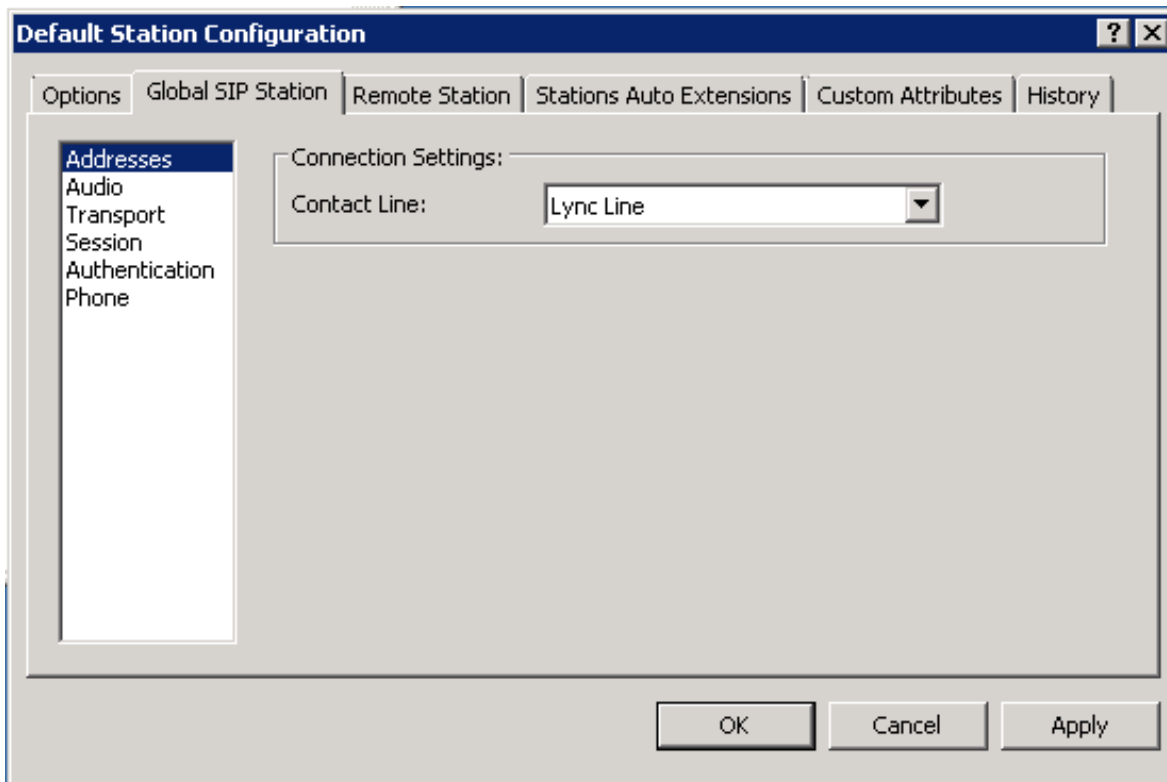 Default Station Configuration
?
Options
Global SIP Station
Remote Station
Stations Auto Extensions
Custom Attributes
History
Addresses
Audio
Transport
Session
Authentication
Phone
Connection Settings:
Contact Line:
Lync Line
OK
Cancel
Apply